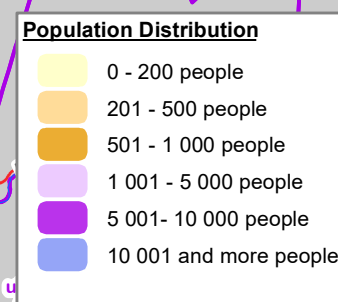 Population Distribution
0 - 200 people
201 - 500 people
501 - 1 000 people
1 001 - 5 000 people
5 001- 10 000 people
10 001 and more people
u